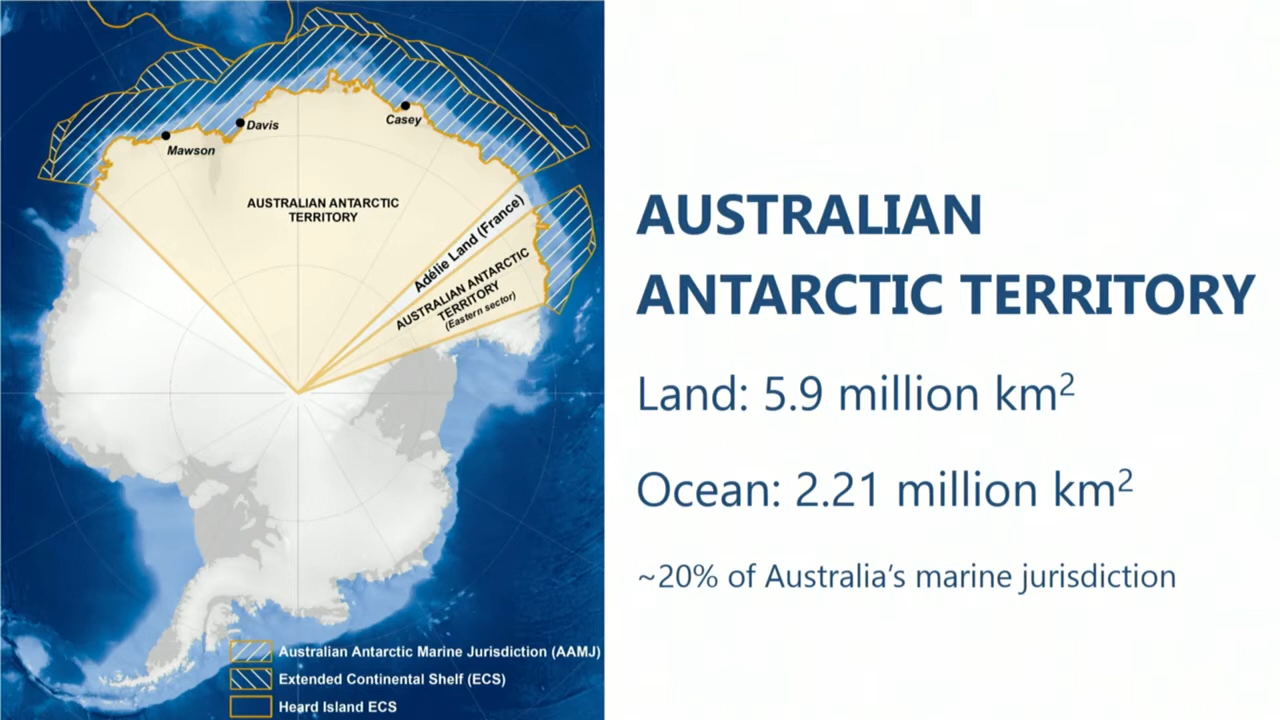 Davis
Casey
Mawson
AUSTRALIAN ANTARCTIC
TERRITORY
Adélie Land (France)
AUSTRALIAN ANTARCTIC
TERRITORY
(Eastern sector)
Australian Antarctic Marine Jurisdiction (AAMJ)
Extended Continental Shelf (ECS)
Heard Island ECS
AUSTRALIAN
ANTARCTIC TERRITORY
Land: 5.9 million km²
Ocean: 2.21 million km²
~20% of Australia’s marine jurisdiction